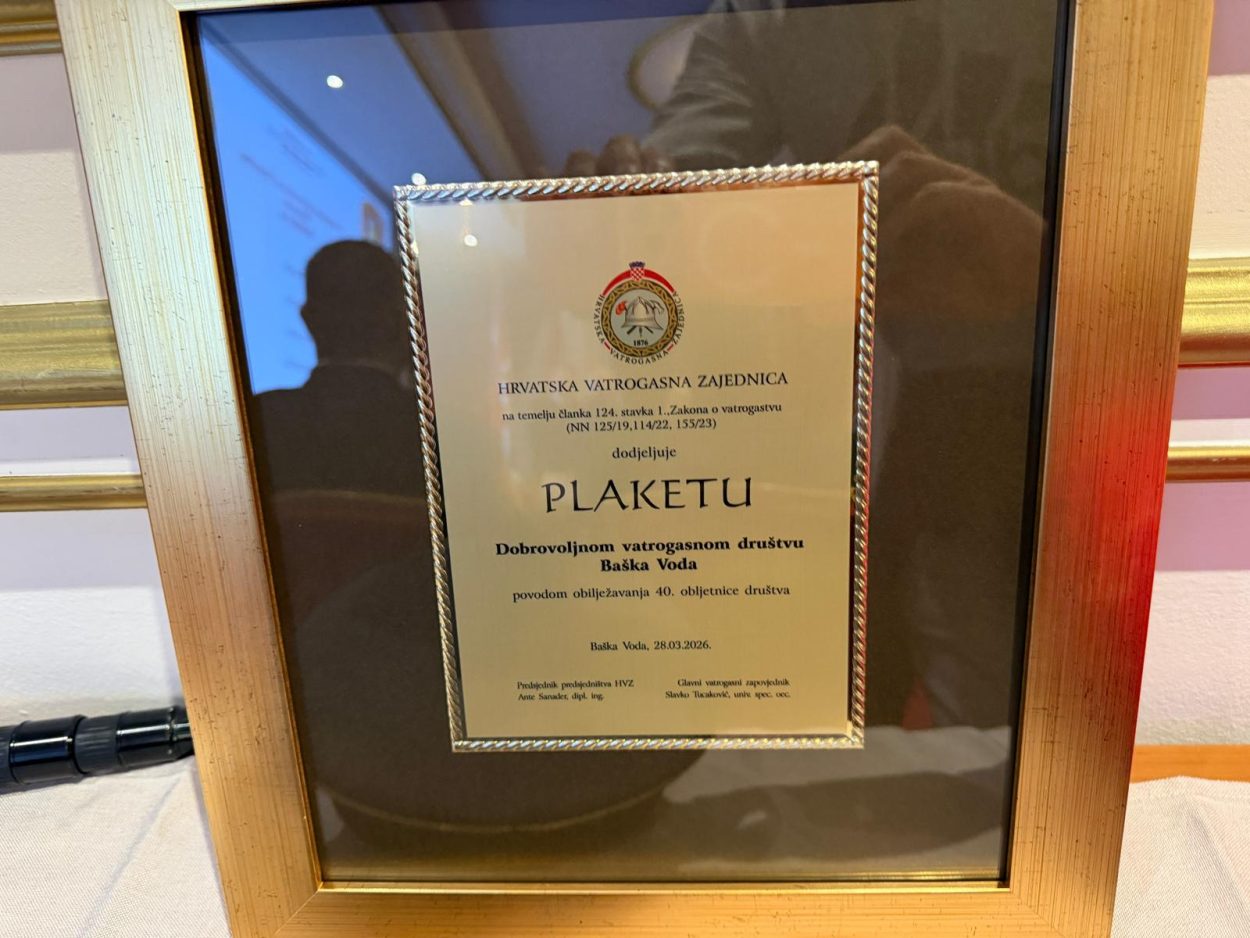 HRVATSKA VATROGASNA ZAJEDNICA
1876
HRVATSKA VATROGASNA ZAJEDNICA
na temelju članka 124. stavka 1.,Zakona o vatrogastvu
(NN 125/19,114/22, 155/23)
dodjeljuje
PLAKETU
Dobrovoljnom vatrogasnom društvu
Baška Voda
povodom obilježavanja 40. obljetnice društva
Baška Voda, 28.03.2026.
Predsjednik predsjedništva HVZ
Ante Sanader, dipl. ing.
Glavni vatrogasni zapovjednik
Slavko Tucaković, univ. spec. oec.